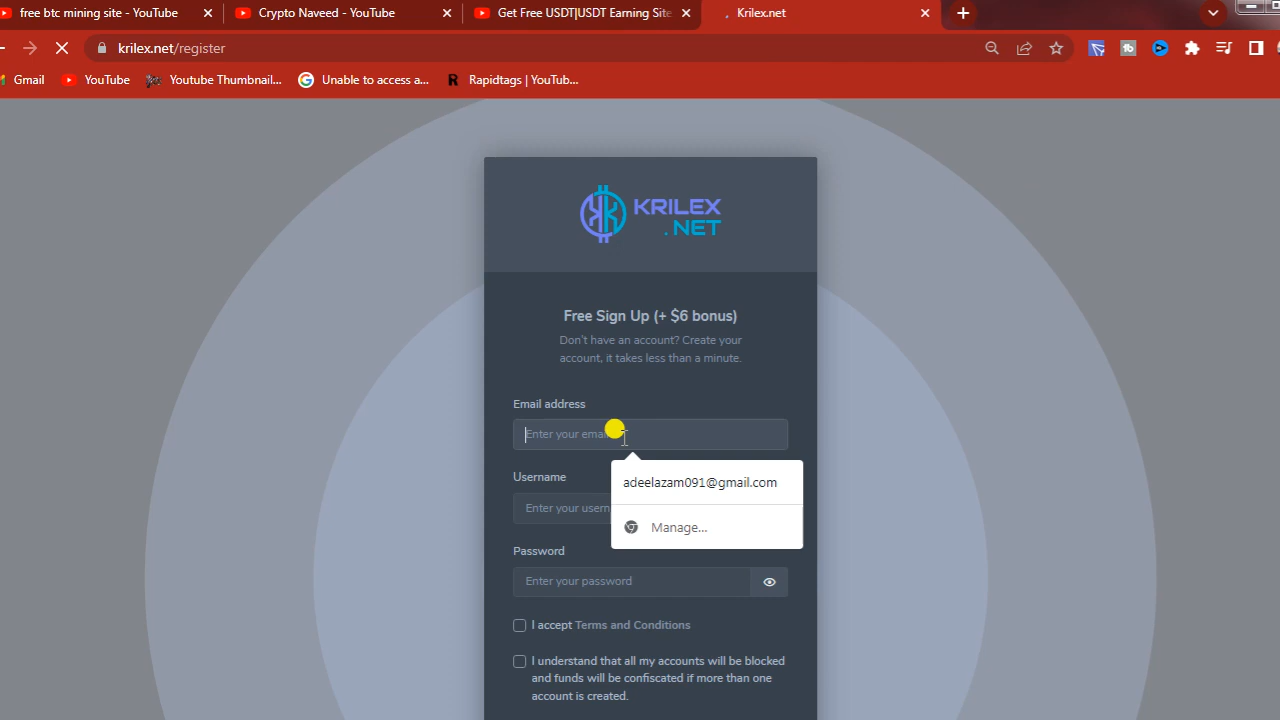 free btc mining site - YouTube
Crypto Naveed - YouTube
Get Free USDT|USDT Earning Site
Krilex.net
krilex.net/register
Gmail
YouTube
Youtube Thumbnail...
Unable to access a...
Rapidtags | YouTub...
KRILEX
.NET
Free Sign Up (+ $6 bonus)
Don't have an account? Create your
account, it takes less than a minute.
Email address
Enter your email
adeelazam091@gmail.com
Username
Enter your usern
Manage...
Password
Enter your password
I accept Terms and Conditions
I understand that all my accounts will be blocked
and funds will be confiscated if more than one
account is created.